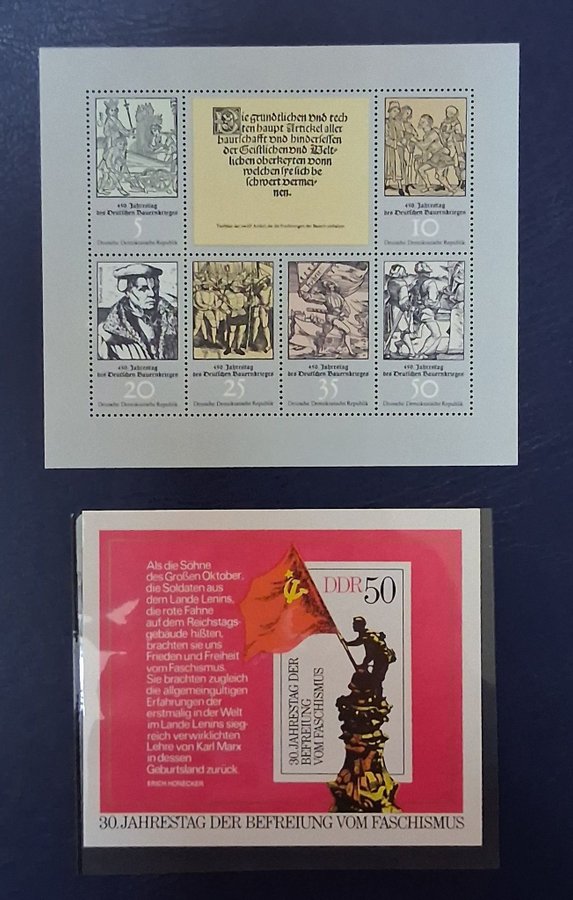 Die grundtlichen vnd rech
ten haupt Artickel aller
baurschafft vnd hindersessen
der Geistlichen vnd Welt-
lichen oberkeyten vonn
welchen sye sich be
schwert vermei-
nen.
450. Jahrestag
des Deutschen Bauernkrieges
5
Deutsche Demokratische Republik
450. Jahrestag
des Deutschen Bauernkrieges
10
Deutsche Demokratische Republik
450. Jahrestag
des Deutschen Bauernkrieges
20
Deutsche Demokratische Republik
450. Jahrestag
des Deutschen Bauernkrieges
25
Deutsche Demokratische Republik
450. Jahrestag
des Deutschen Bauernkrieges
35
Deutsche Demokratische Republik
450. Jahrestag
des Deutschen Bauernkrieges
50
Deutsche Demokratische Republik
Als die Söhne
des Großen Oktober,
die Soldaten aus
dem Lande Lenins,
die rote Fahne
auf dem Reichstags-
gebäude hißten,
brachten sie uns
Frieden und Freiheit
vom Faschismus.
Sie brachten zugleich
die allgemeingültigen
Erfahrungen der
erstmalig in der Welt
im Lande Lenins sieg-
reich verwirklichten
Lehre von Karl Marx
in dessen
Geburtsland zurück.
ERICH HONECKER
DDR 50
30. JAHRESTAG DER
BEFREIUNG
VOM FASCHISMUS
30. JAHRESTAG DER BEFREIUNG VOM FASCHISMUS